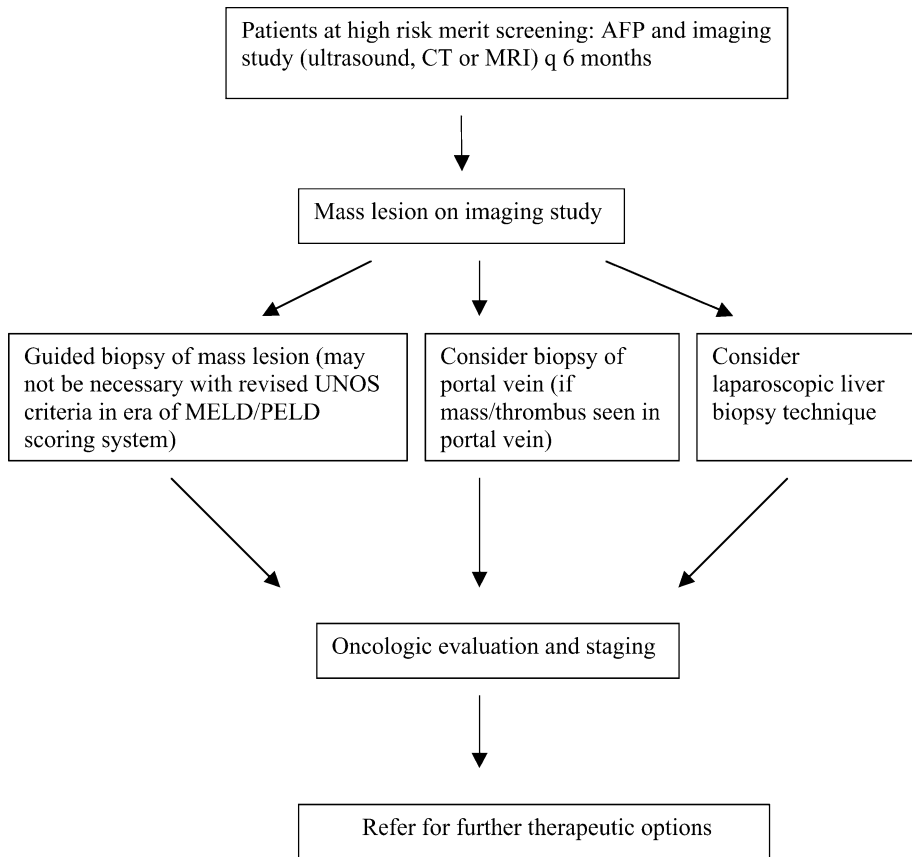 Patients at high risk merit screening: AFP and imaging
study (ultrasound, CT or MRI) q 6 months
Mass lesion on imaging study
Guided biopsy of mass lesion (may
not be necessary with revised UNOS
criteria in era of MELD/PELD
scoring system)
Consider biopsy of
portal vein (if
mass/thrombus seen in
portal vein)
Consider
laparoscopic liver
biopsy technique
Oncologic evaluation and staging
Refer for further therapeutic options